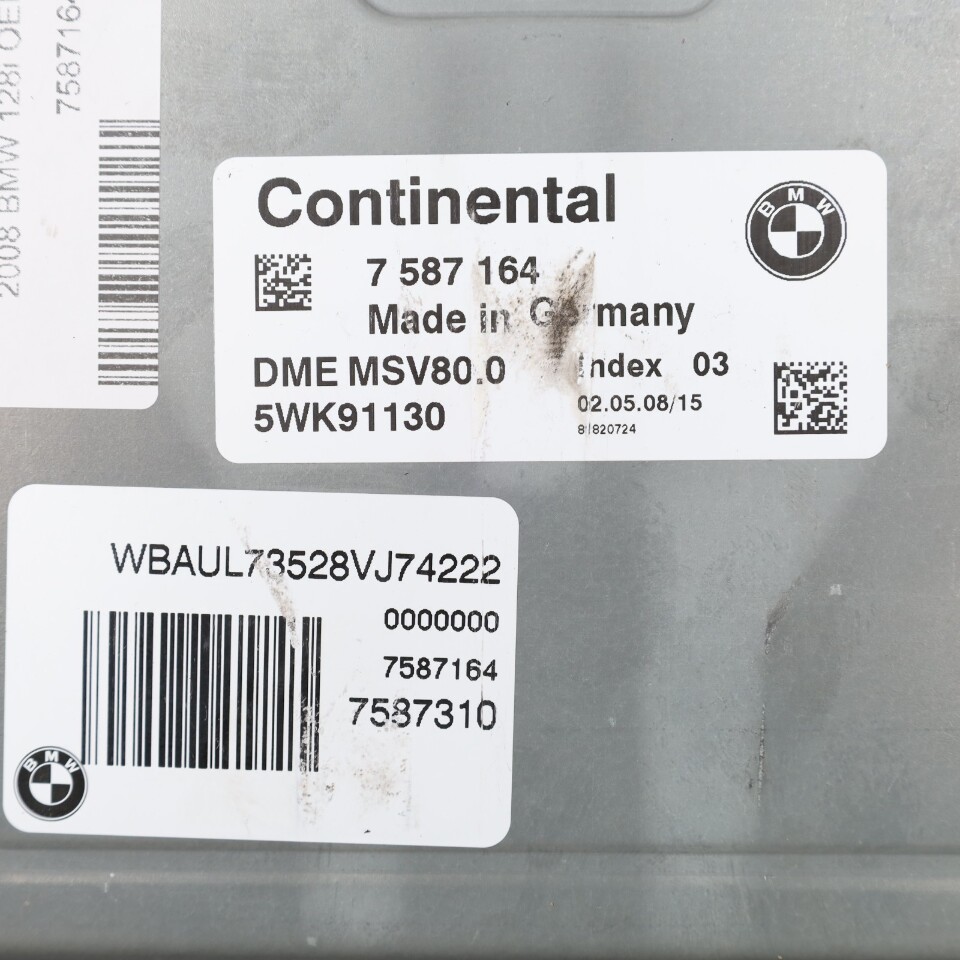 2008 BMW 128i OE
758716
Continental
BMW
7 587 164
Made in Germany
DME MSV80.0
Index 03
5WK91130
02.05.08/15
820724
WBAUL73528VJ74222
0000000
7587164
7587310
BMW